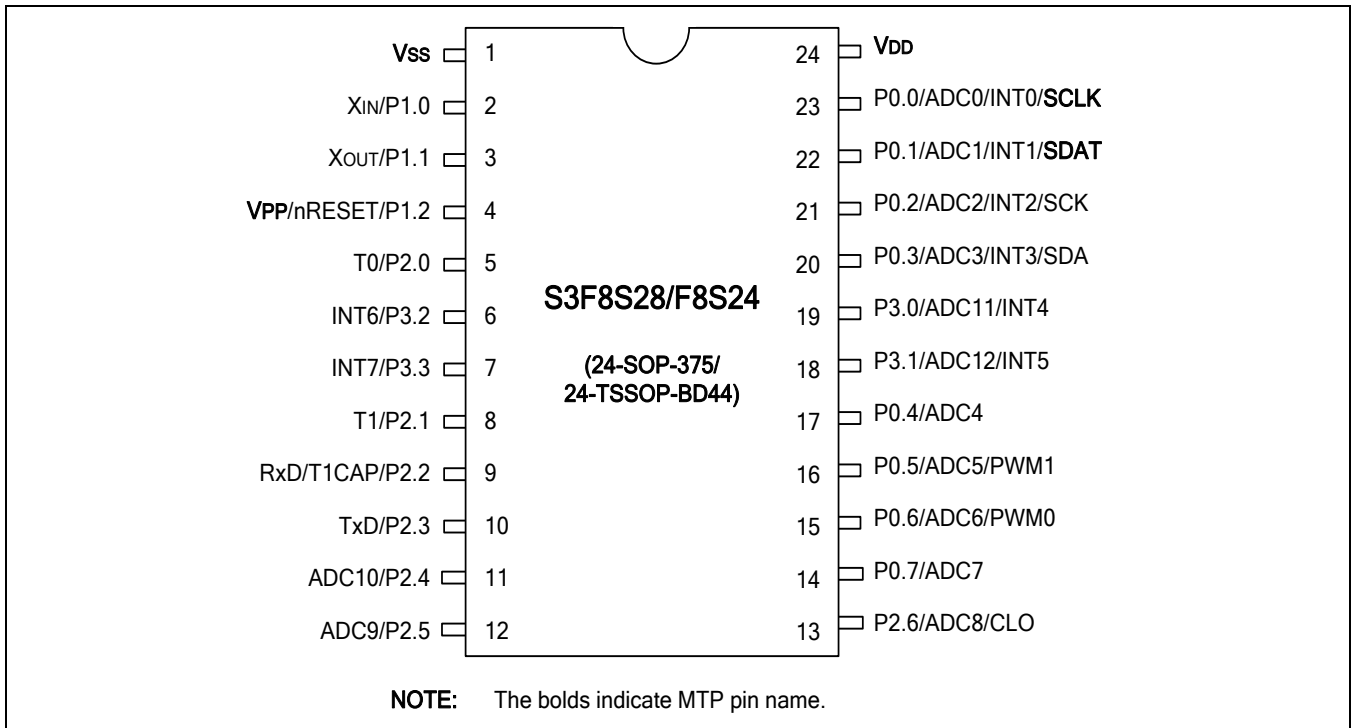 Vss 1
XIN/P1.0 2
XOUT/P1.1 3
VPP/nRESET/P1.2 4
T0/P2.0 5
INT6/P3.2 6
INT7/P3.3 7
T1/P2.1 8
RxD/T1CAP/P2.2 9
TxD/P2.3 10
ADC10/P2.4 11
ADC9/P2.5 12
S3F8S28/F8S24
(24-SOP-375/
24-TSSOP-BD44)
24 VDD
23 P0.0/ADC0/INT0/SCLK
22 P0.1/ADC1/INT1/SDAT
21 P0.2/ADC2/INT2/SCK
20 P0.3/ADC3/INT3/SDA
19 P3.0/ADC11/INT4
18 P3.1/ADC12/INT5
17 P0.4/ADC4
16 P0.5/ADC5/PWM1
15 P0.6/ADC6/PWM0
14 P0.7/ADC7
13 P2.6/ADC8/CLO
NOTE: The bolds indicate MTP pin name.